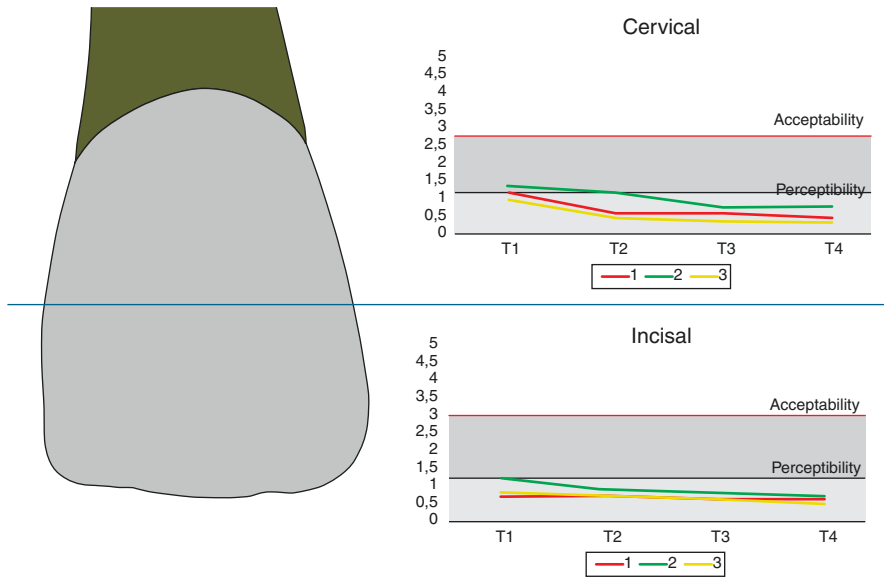 Cervical
5
4,5
4
3,5
3
2,5
2
1,5
1
0,5
0
Acceptability
Perceptibility
T1 T2 T3 T4
1 2 3
Incisal
5
4,5
4
3,5
3
2,5
2
1,5
1
0,5
0
Acceptability
Perceptibility
T1 T2 T3 T4
1 2 3